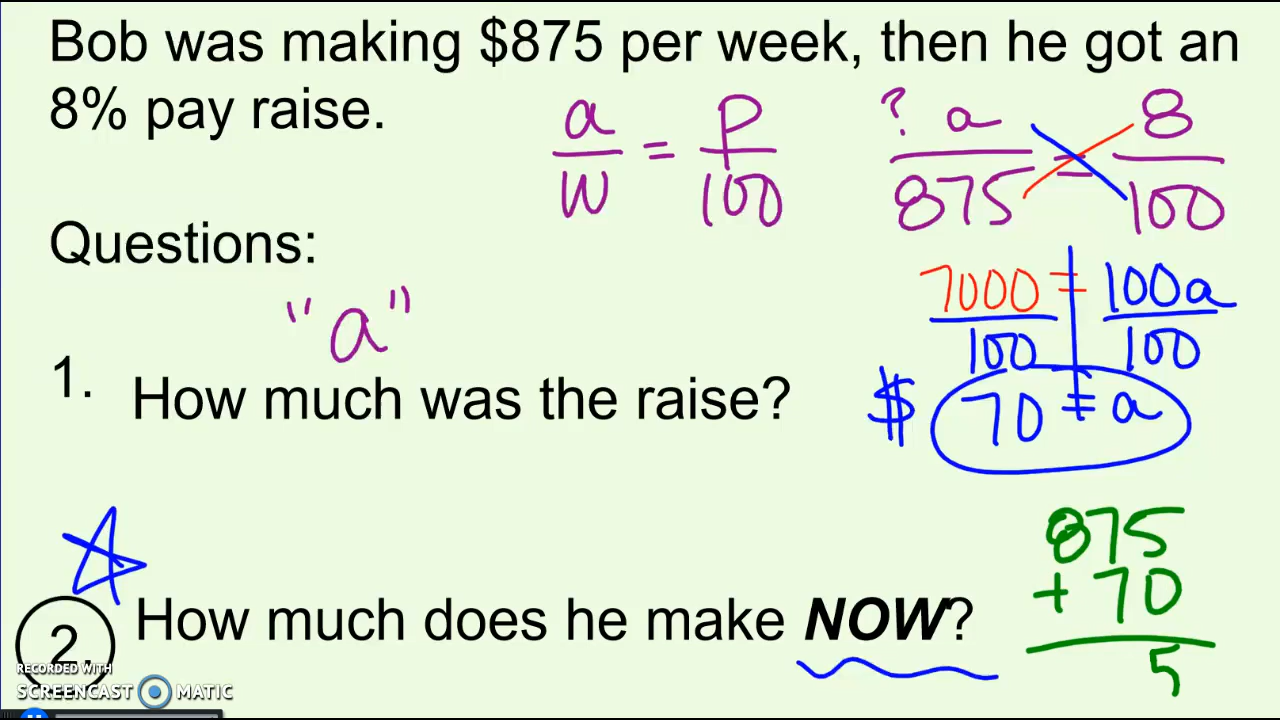 Bob was making $875 per week, then he got an
8% pay raise.
a/w = p/100
? a/875 = 8/100
Questions:
7000/100 = 100a/100
"a"
1. How much was the raise?
$ 70 = a
875
+ 70
5
2. How much does he make NOW?
RECORDED WITH
SCREENCAST MATIC